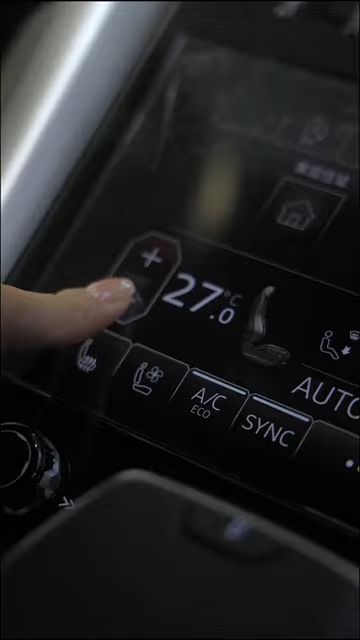 +
27.0°C
AUTO
A/C
ECO
SYNC